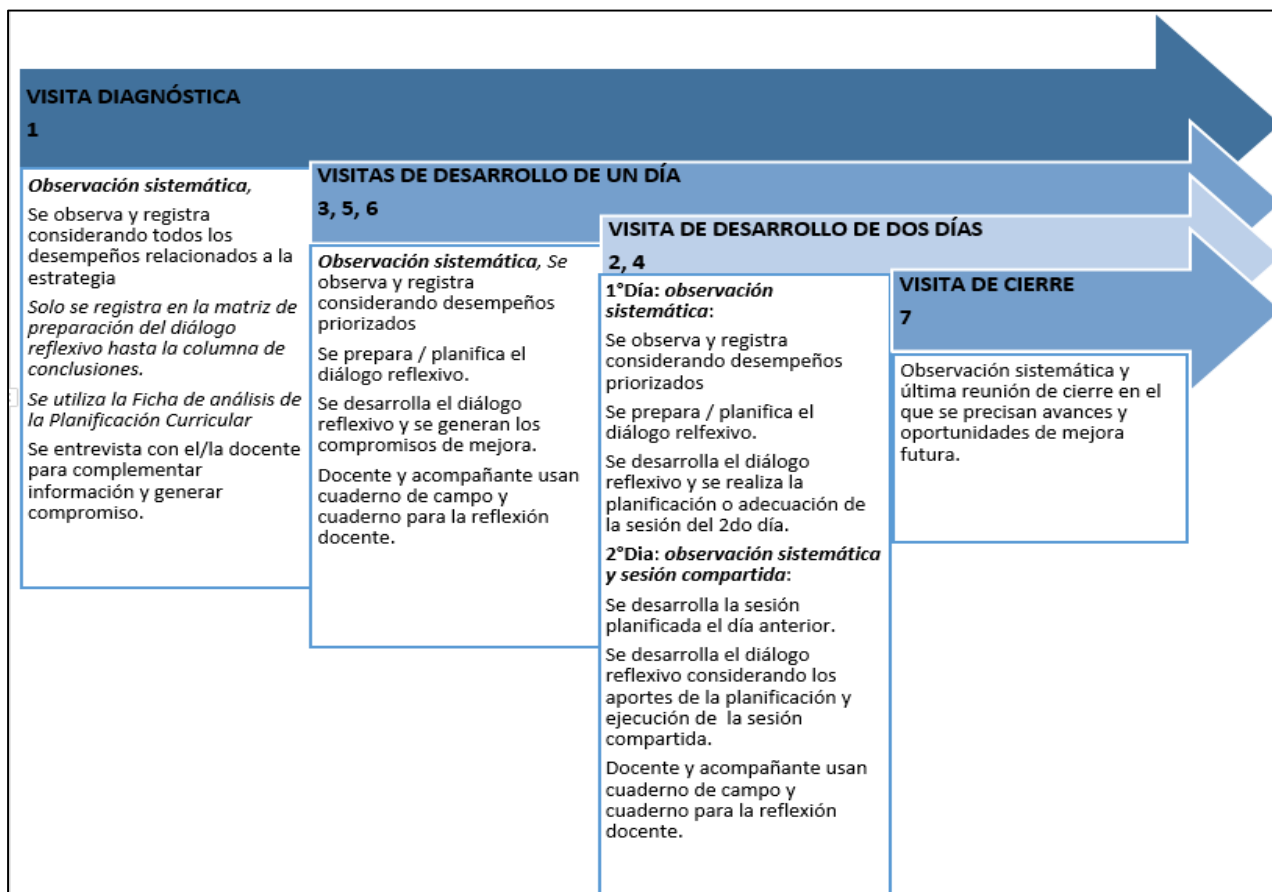 VISITA DIAGNÓSTICA
1
Observación sistemática,
Se observa y registra
considerando todos los
desempeños relacionados a la
estrategia
Solo se registra en la matriz de
preparación del diálogo
reflexivo hasta la columna de
conclusiones.
Se utiliza la Ficha de análisis de
la Planificación Curricular
Se entrevista con el/la docente
para complementar
información y generar
compromiso.
VISITAS DE DESARROLLO DE UN DÍA
3, 5, 6
Observación sistemática, Se
observa y registra
considerando desempeños
priorizados
Se prepara / planifica el
diálogo reflexivo.
Se desarrolla el diálogo
reflexivo y se generan los
compromisos de mejora.
Docente y acompañante usan
cuaderno de campo y
cuaderno para la reflexión
docente.
VISITA DE DESARROLLO DE DOS DÍAS
2, 4
1°Día: observación
sistemática:
Se observa y registra
considerando desempeños
priorizados
Se prepara / planifica el
diálogo relfexivo.
Se desarrolla el diálogo
reflexivo y se realiza la
planificación o adecuación de
la sesión del 2do día.
2°Dia: observación sistemática
y sesión compartida:
Se desarrolla la sesión
planificada el día anterior.
Se desarrolla el diálogo
reflexivo considerando los
aportes de la planificación y
ejecución de  la sesión
compartida.
Docente y acompañante usan
cuaderno de campo y
cuaderno para la reflexión
docente.
VISITA DE CIERRE
7
Observación sistemática y
última reunión de cierre en el
que se precisan avances y
oportunidades de mejora
futura.